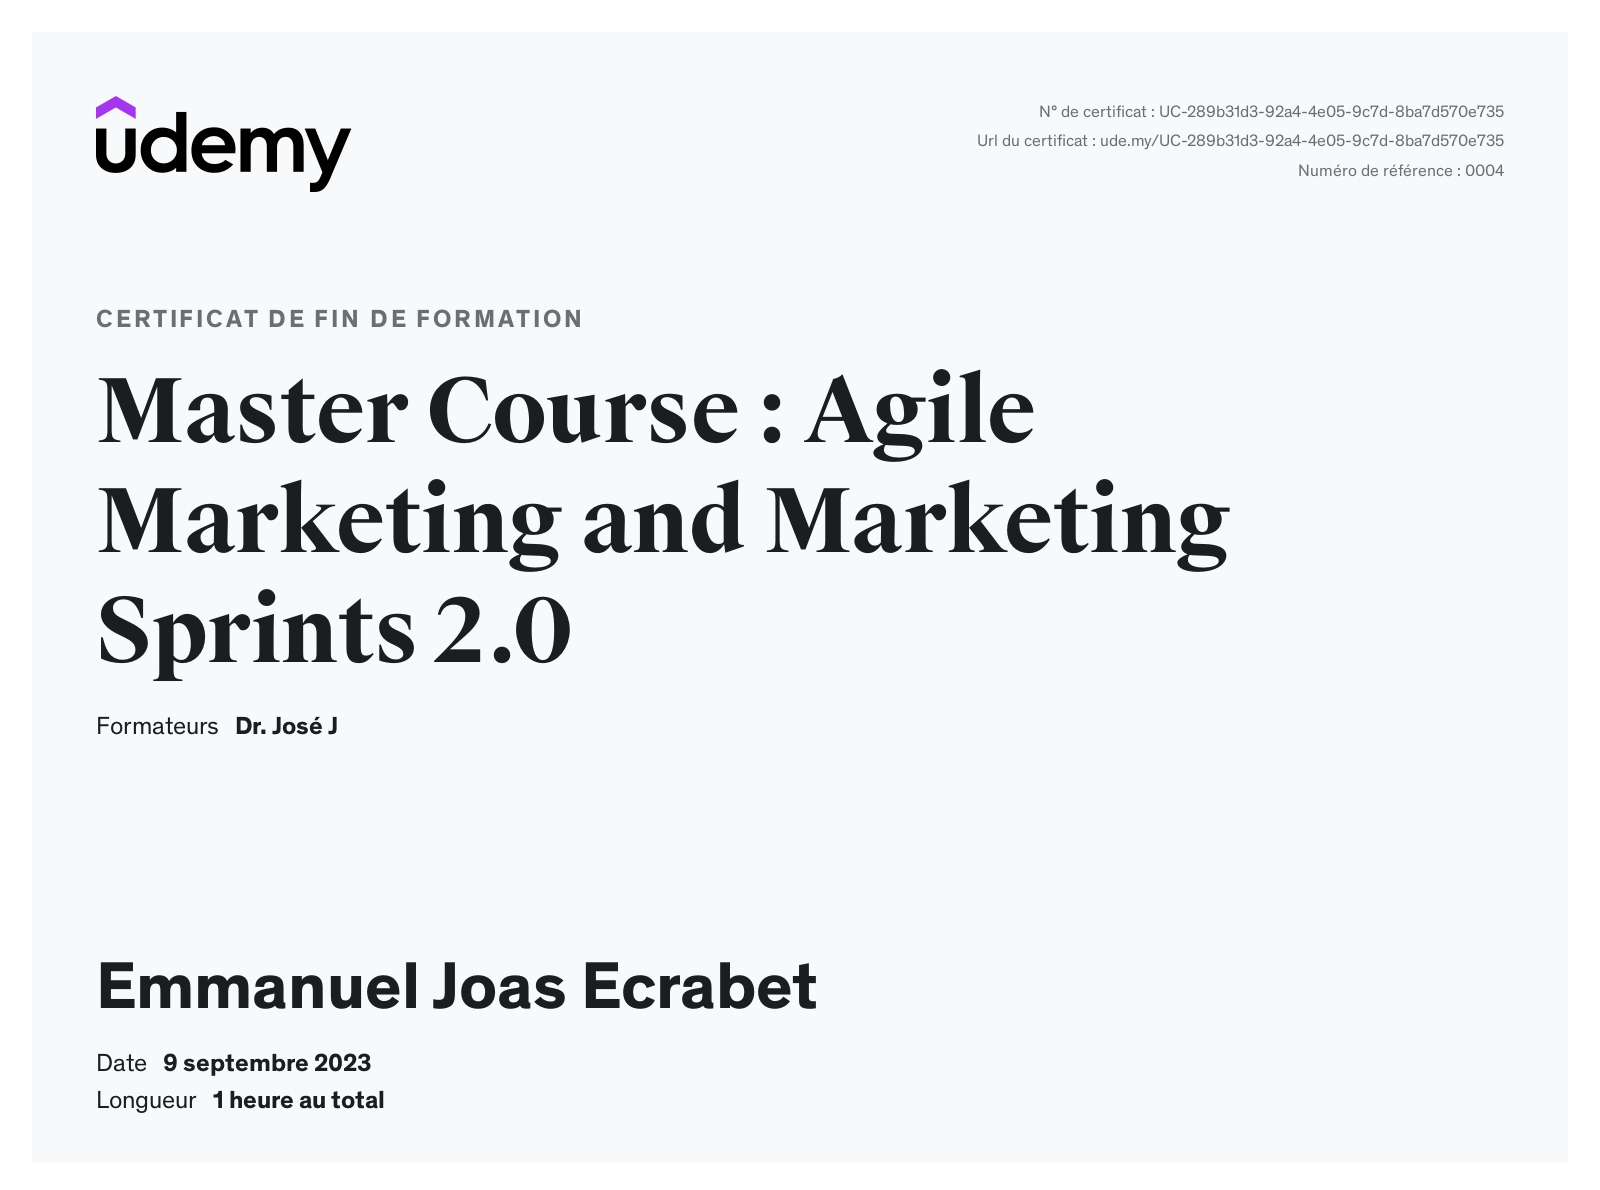 udemy
N° de certificat : UC-289b31d3-92a4-4e05-9c7d-8ba7d570e735
Url du certificat : ude.my/UC-289b31d3-92a4-4e05-9c7d-8ba7d570e735
Numéro de référence : 0004
CERTIFICAT DE FIN DE FORMATION
Master Course : Agile
Marketing and Marketing
Sprints 2.0
Formateurs Dr. José J
Emmanuel Joas Ecrabet
Date 9 septembre 2023
Longueur 1 heure au total